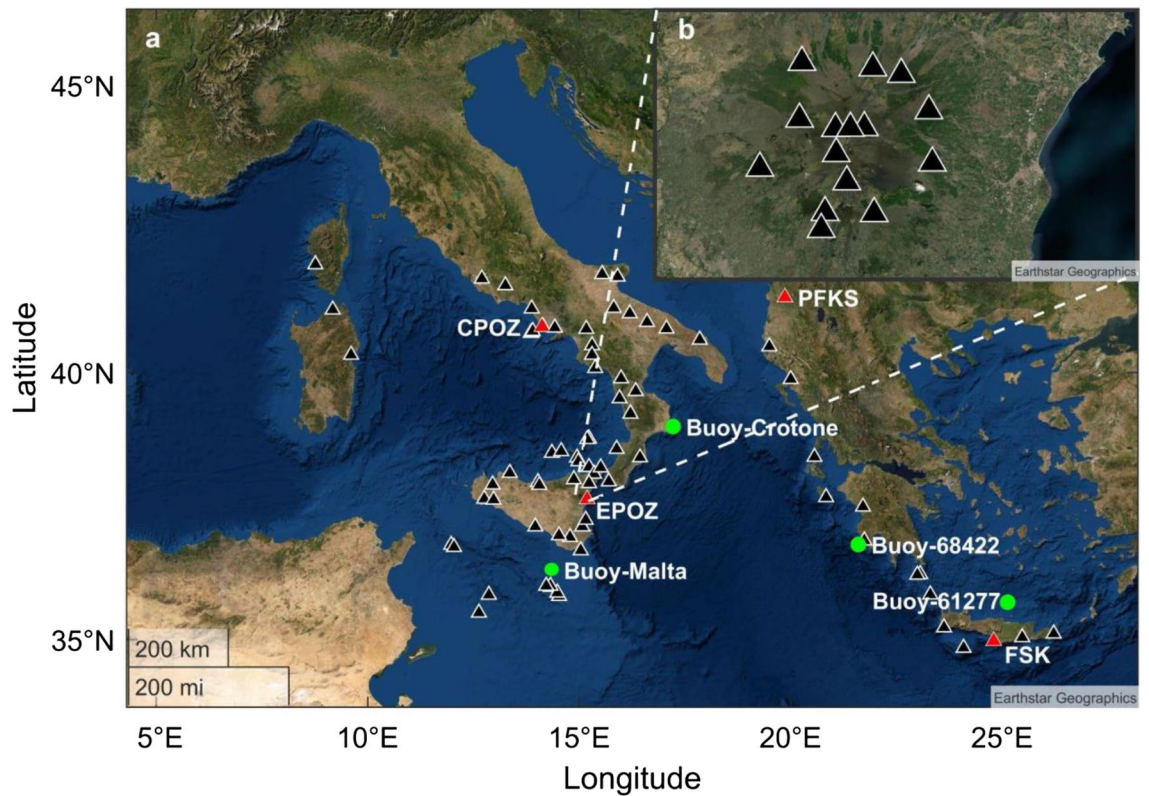 a
b
45°N
Earthstar Geographics
PFKS
CPOZ
40°N
Buoy-Crotone
EPOZ
Buoy-68422
Buoy-Malta
Buoy-61277
35°N
200 km
FSK
200 mi
Earthstar Geographics
5°E
10°E
15°E
20°E
25°E
Longitude
Latitude